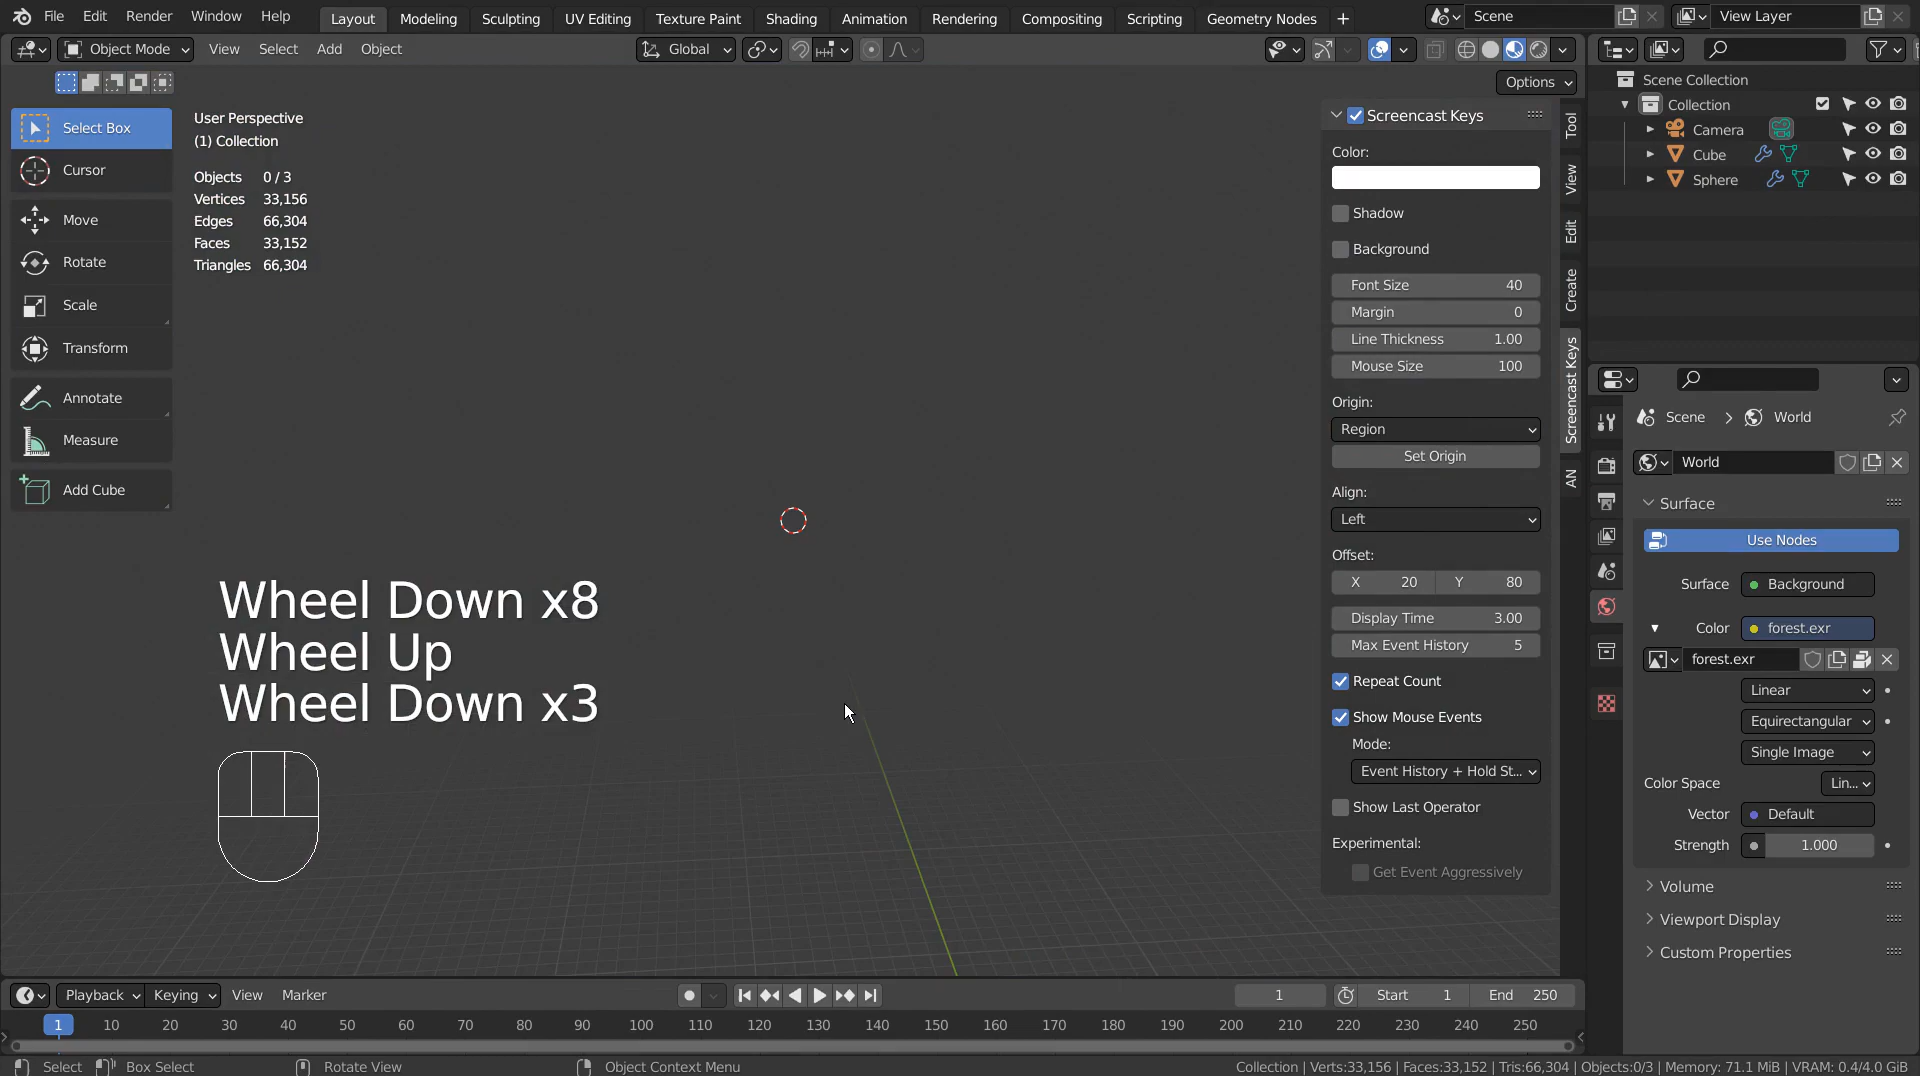 File Edit Render Window Help Layout Modeling Sculpting UV Editing Texture Paint Shading Animation Rendering Compositing Scripting Geometry Nodes + Scene View Layer
Object Mode View Select Add Object Global
Options
Select Box
Cursor
Move
Rotate
Scale
Transform
Annotate
Measure
Add Cube
User Perspective
(1) Collection
Objects 0 / 3
Vertices 33,156
Edges 66,304
Faces 33,152
Triangles 66,304
Wheel Down x8
Wheel Up
Wheel Down x3
Screencast Keys
Color:
Shadow
Background
Font Size 40
Margin 0
Line Thickness 1.00
Mouse Size 100
Origin:
Region
Set Origin
Align:
Left
Offset:
X 20 Y 80
Display Time 3.00
Max Event History 5
Repeat Count
Show Mouse Events
Mode:
Event History + Hold St...
Show Last Operator
Experimental:
Get Event Aggressively
Tool
View
Edit
Create
Screencast Keys
AN
Scene Collection
Collection
Camera
Cube
Sphere
Scene > World
World
Surface
Use Nodes
Surface Background
Color forest.exr
forest.exr
Linear
Equirectangular
Single Image
Color Space Lin...
Vector Default
Strength 1.000
Volume
Viewport Display
Custom Properties
Playback Keying View Marker 1 Start 1 End 250
1 10 20 30 40 50 60 70 80 90 100 110 120 130 140 150 160 170 180 190 200 210 220 230 240 250
Select Box Select Rotate View Object Context Menu Collection | Verts:33,156 | Faces:33,152 | Tris:66,304 | Objects:0/3 | Memory: 71.1 MiB | VRAM: 0.4/4.0 GiB